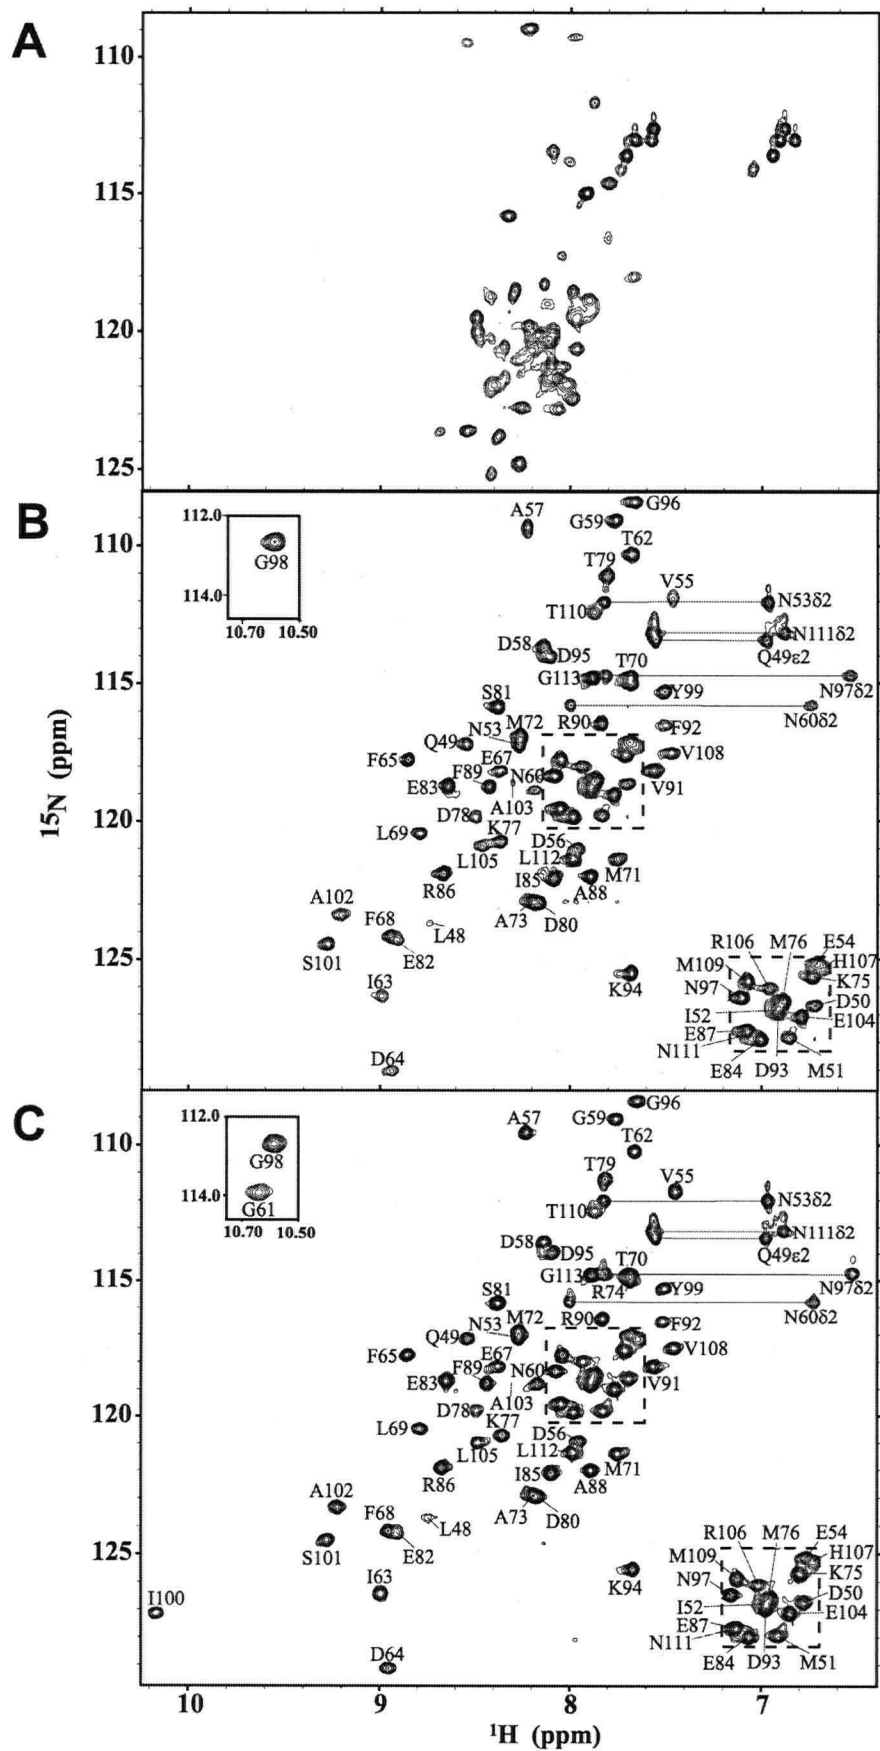 A
110
115
120
125
B
112.0
114.0
10.70 10.50
G98
A57
G96
G59
T62
T79
V55
N53δ2
T110
N111δ2
D58
D95
Q49ε2
G113
T70
Y99
N97δ2
S81
N60δ2
N53
M72
R90
F92
Q49
V108
F65
E67
N60
E83
F89
V91
A103
D78
K77
D56
L69
L105
L112
M71
R86
I85
A88
A102
A73
D80
F68
L48
S101
E82
I63
K94
D64
R106
M76
E54
M109
H107
N97
K75
I52
D50
E87
E104
N111
E84
D93
M51
110
115
120
125
15N (ppm)
C
112.0
114.0
10.70 10.50
G98
G61
A57
G96
G59
T62
T79
V55
N53δ2
T110
N111δ2
D58
D95
Q49ε2
G113
T70
R74
Y99
N97δ2
S81
N60δ2
N53
M72
R90
F92
Q49
V108
F65
E67
N60
E83
F89
V91
A103
D78
K77
D56
L69
L105
L112
M71
R86
I85
A88
A102
A73
D80
F68
L48
S101
E82
I63
K94
I100
D64
R106
M76
E54
M109
H107
N97
K75
I52
D50
E87
E104
N111
E84
D93
M51
110
115
120
125
10 9 8 7
1H (ppm)